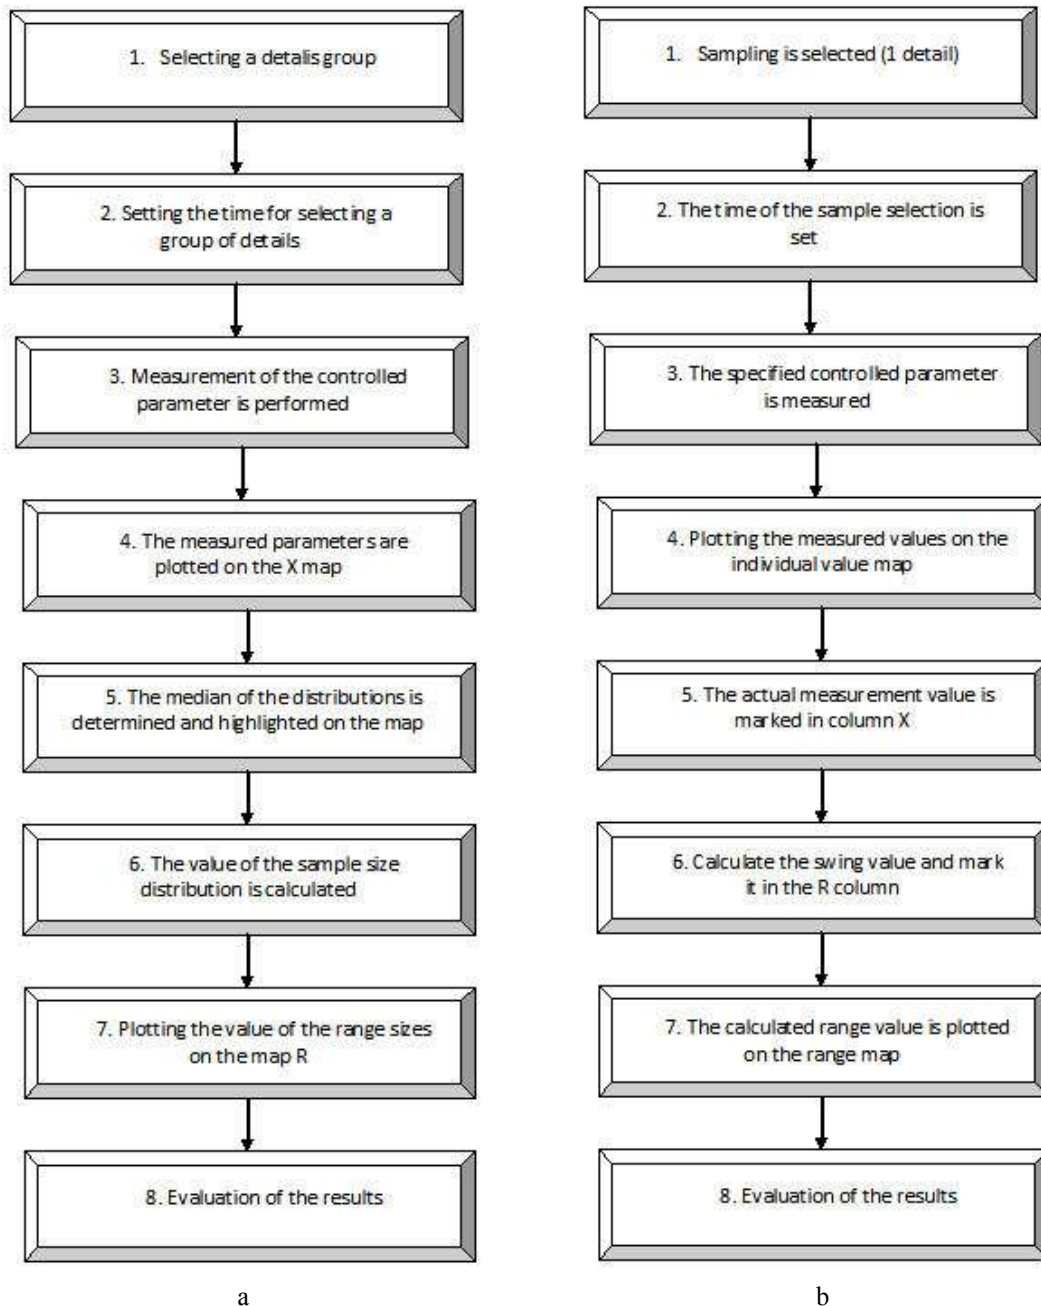 1. Selecting a detalis group
2. Setting the time for selecting a
group of details
3. Measurement of the controlled
parameter is performed
4. The measured parameters are
plotted on the X map
5. The median of the distributions is
determined and highlighted on the map
6. The value of the sample size
distribution is calculated
7. Plotting the value of the range sizes
on the map R
8. Evaluation of the results
a
1. Sampling is selected (1 detail)
2. The time of the sample selection is
set
3. The specified controlled parameter
is measured
4. Plotting the measured values on the
individual value map
5. The actual measurement value is
marked in column X
6. Calculate the swing value and mark
it in the R column
7. The calculated range value is plotted
on the range map
8. Evaluation of the results
b